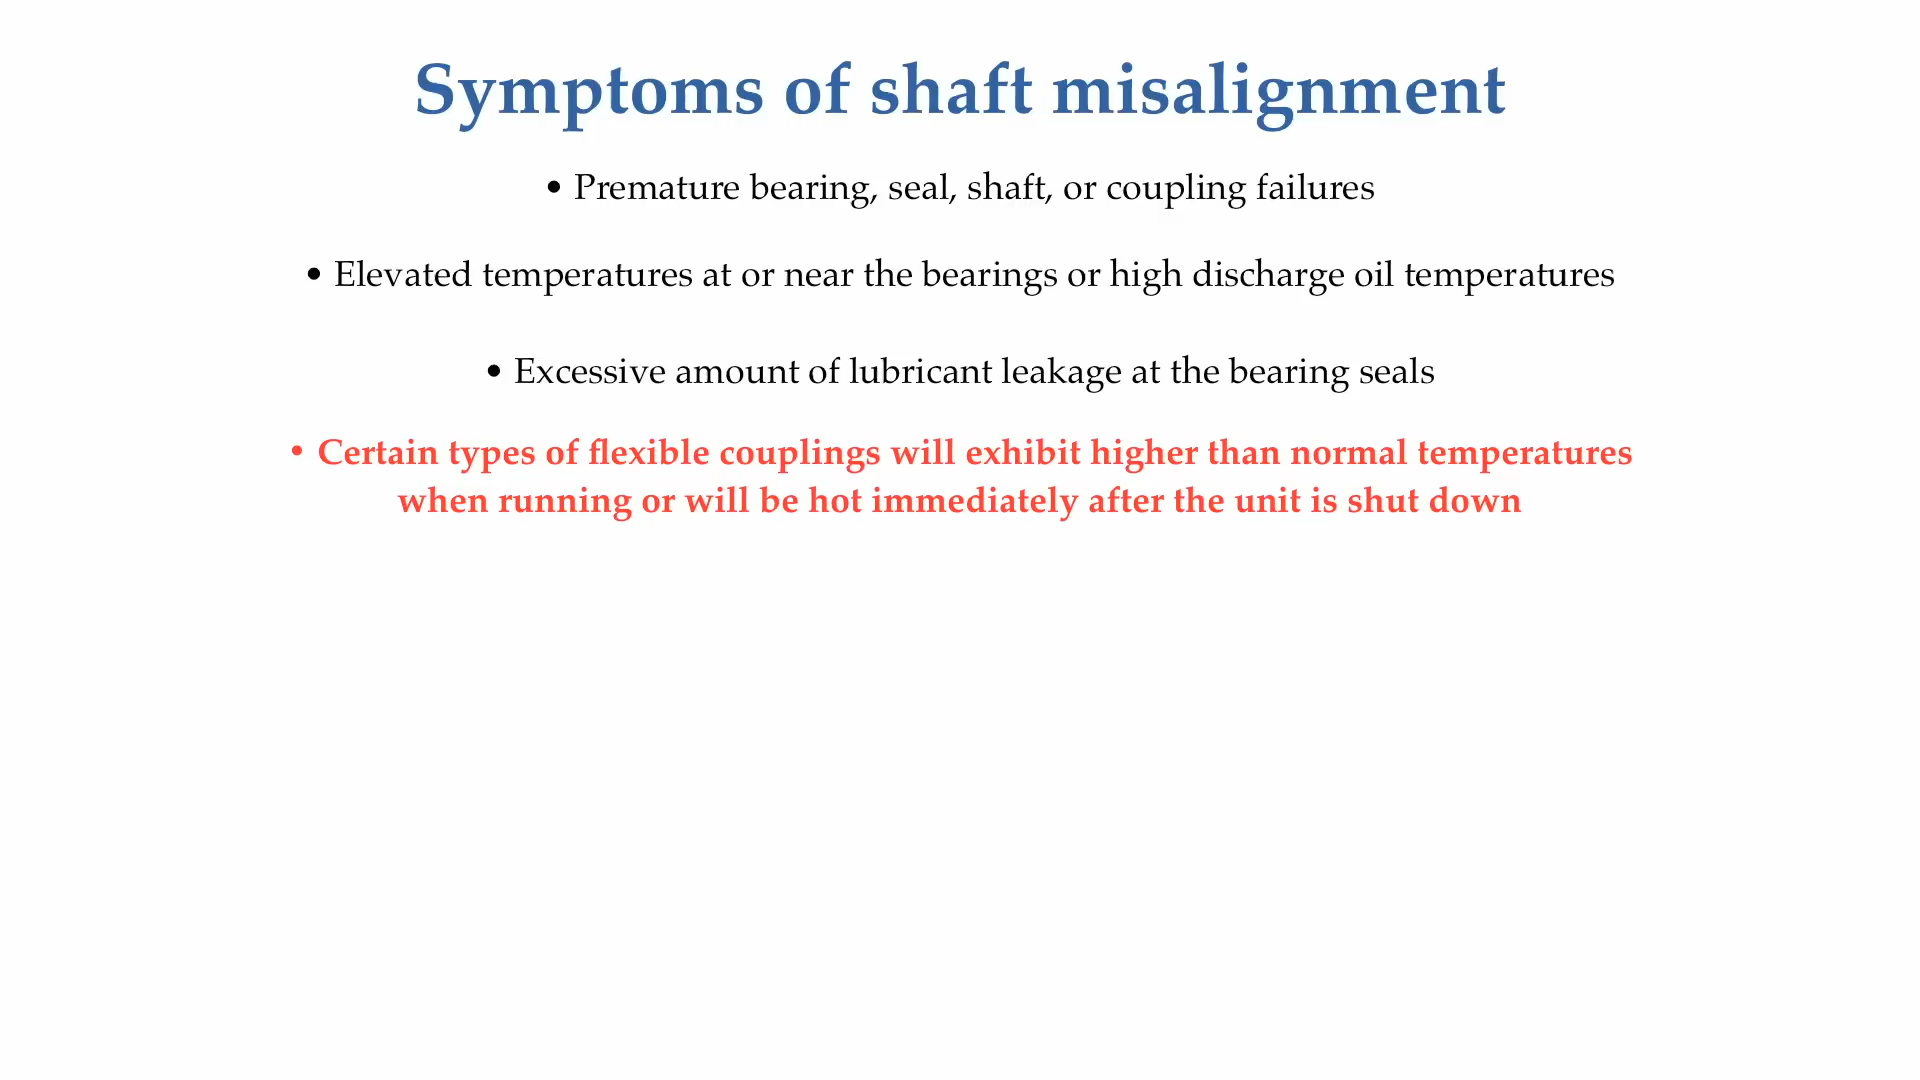 Symptoms of shaft misalignment
• Premature bearing, seal, shaft, or coupling failures
• Elevated temperatures at or near the bearings or high discharge oil temperatures
• Excessive amount of lubricant leakage at the bearing seals
• Certain types of flexible couplings will exhibit higher than normal temperatures
when running or will be hot immediately after the unit is shut down